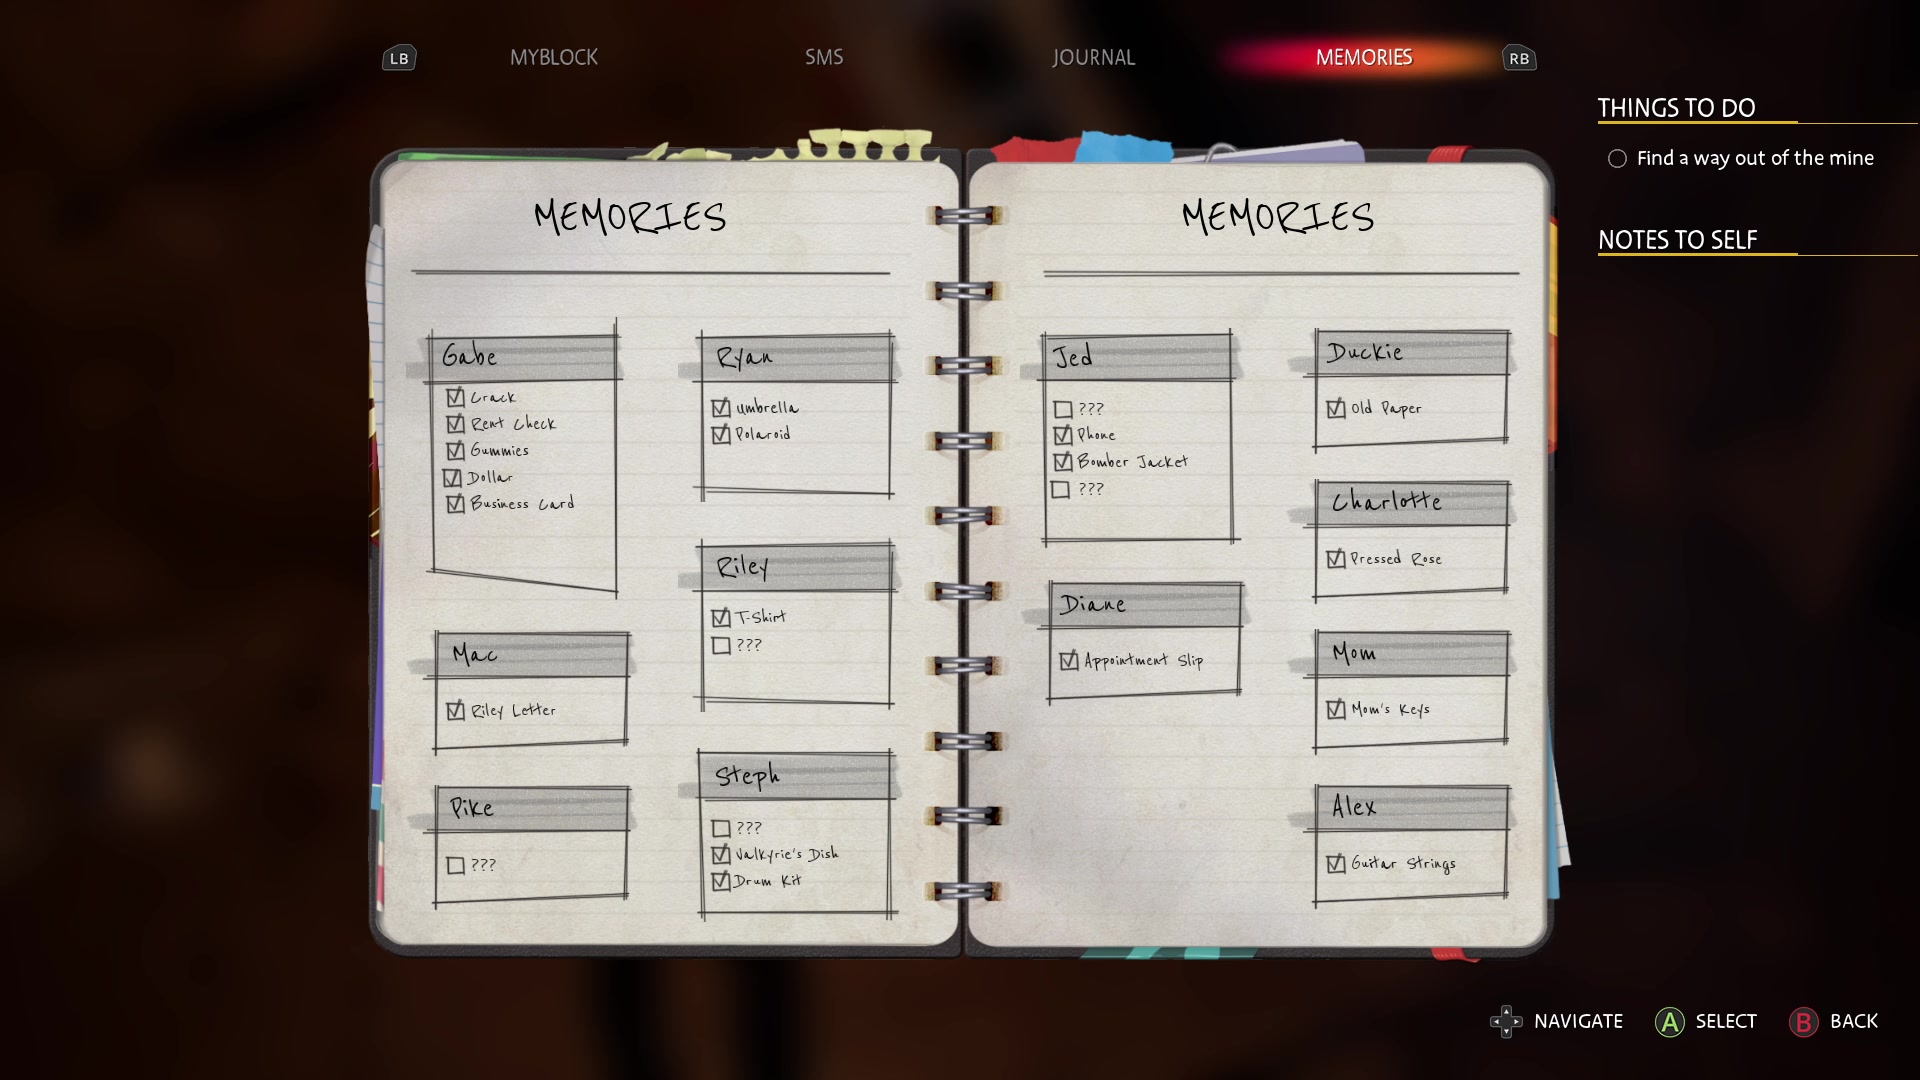 LB
MYBLOCK
SMS
JOURNAL
MEMORIES
RB
THINGS TO DO
Find a way out of the mine
NOTES TO SELF
MEMORIES
Gabe
Crack
Rent Check
Gummies
Dollar
Business Card
Mac
Riley Letter
Pike
???
Ryan
Umbrella
Polaroid
Riley
T-Shirt
???
Steph
???
Valkyrie's Dish
Drum Kit
MEMORIES
Jed
???
Phone
Bomber Jacket
???
Diane
Appointment Slip
Duckie
Old Paper
Charlotte
Pressed Rose
Mom
Mom's Keys
Alex
Guitar Strings
NAVIGATE
A SELECT
B BACK